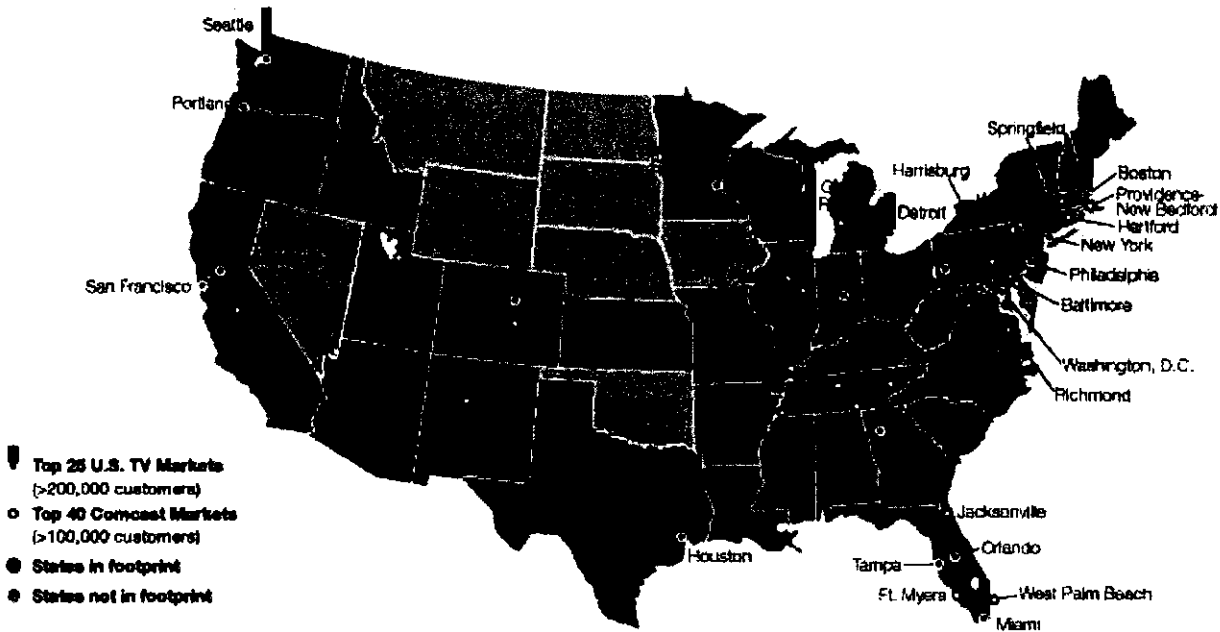 Seattle
Portland
San Francisco
Springfield
Harrisburg
Boston
Providence-
New Bedford
Detroit
Hartford
New York
Philadelphia
Baltimore
Washington, D.C.
Richmond
Jacksonville
Orlando
Houston
Tampa
Ft. Myers
West Palm Beach
Miami
Top 25 U.S. TV Markets
(>200,000 customers)
Top 40 Comcast Markets
(>100,000 customers)
States in footprint
States not in footprint